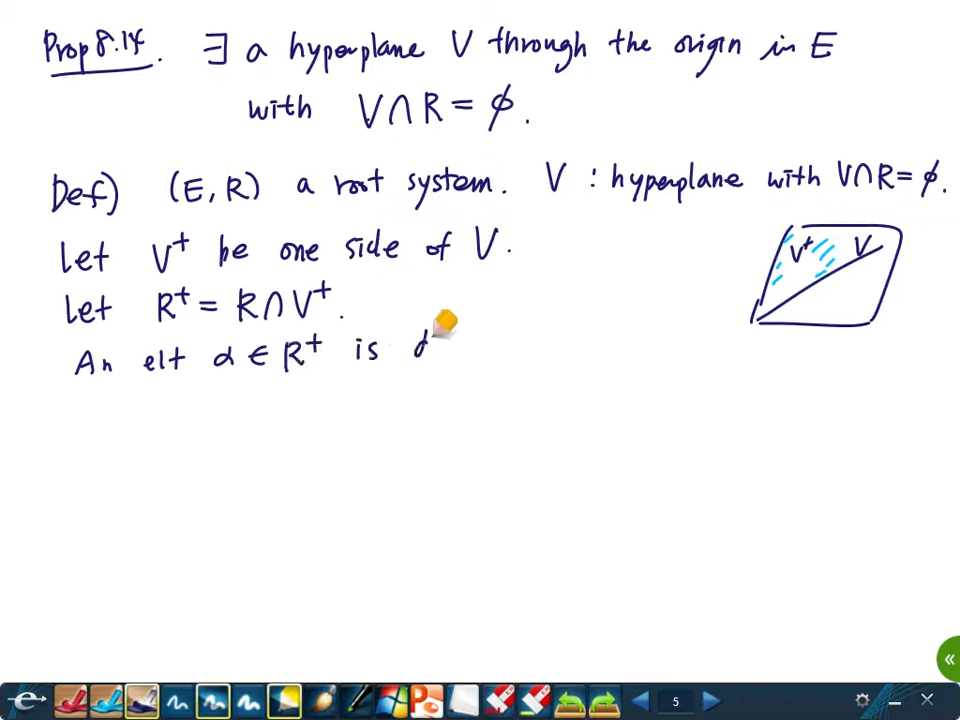 Prop 8.14. ∃ a hyperplane V through the origin in E
with V∩R = ϕ.
Def) (E, R) a root system. V : hyperplane with V∩R = ϕ.
Let V⁺ be one side of V.
V⁺ V
Let R⁺ = R∩V⁺.
An elt α ∈ R⁺ is d
5